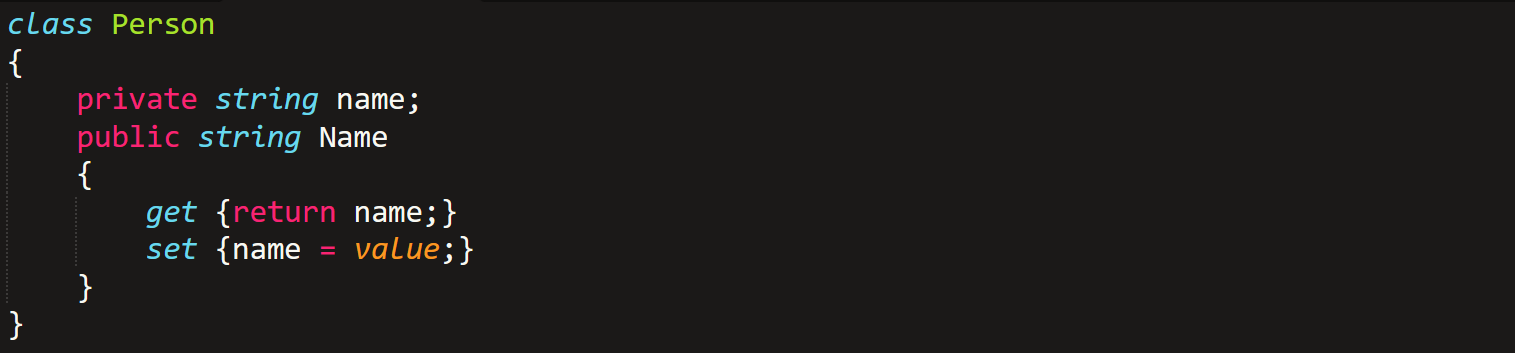 class Person
{
    private string name;
    public string Name
    {
        get {return name;}
        set {name = value;}
    }
}